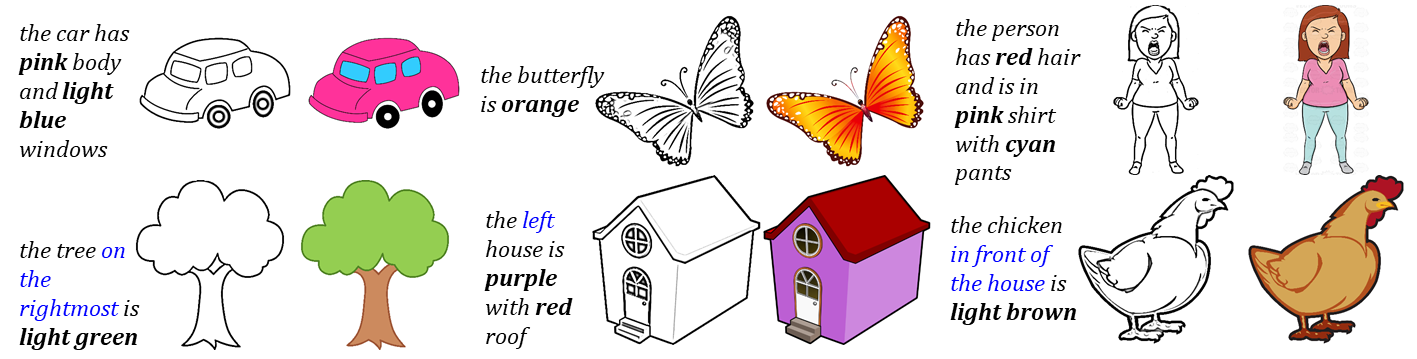 the car has
pink body
and light
blue
windows
the butterfly
is orange
the person
has red hair
and is in
pink shirt
with cyan
pants
the tree on
the
rightmost is
light green
the left
house is
purple
with red
roof
the chicken
in front of
the house is
light brown